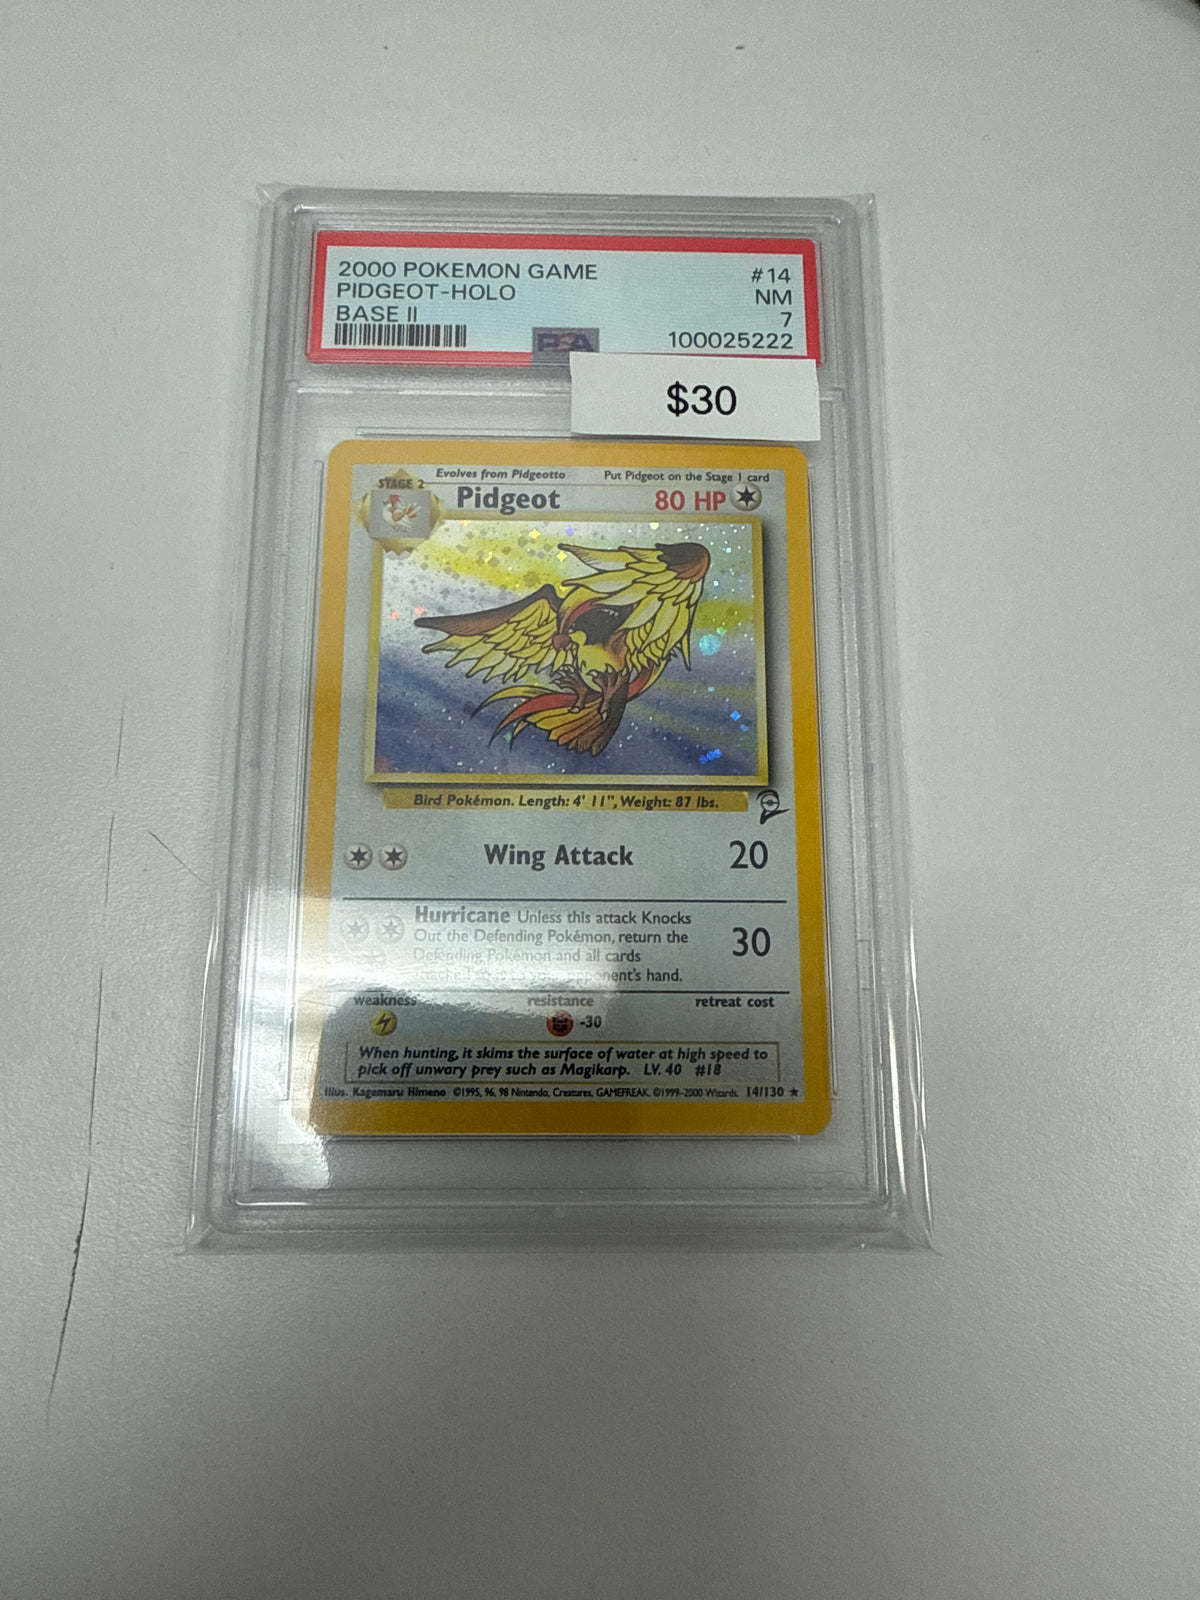 2000 POKEMON GAME #14
PIDGEOT-HOLO NM
BASE II 7
PSA 100025222
$30
Evolves from Pidgeotto Put Pidgeot on the Stage 1 card
STAGE 2
Pidgeot 80 HP
Bird Pokémon. Length: 4' 11", Weight: 87 lbs.
Wing Attack 20
Hurricane Unless this attack Knocks
Out the Defending Pokémon, return the
Defending Pokémon and all cards
30
opponent's hand.
weakness resistance retreat cost
-30
When hunting, it skims the surface of water at high speed to
pick off unwary prey such as Magikarp. LV. 40 #18
Illus. Kagemaru Himeno ©1995, 96, 98 Nintendo, Creatures, GAMEFREAK. ©1999-2000 Wizards. 14/130 ★